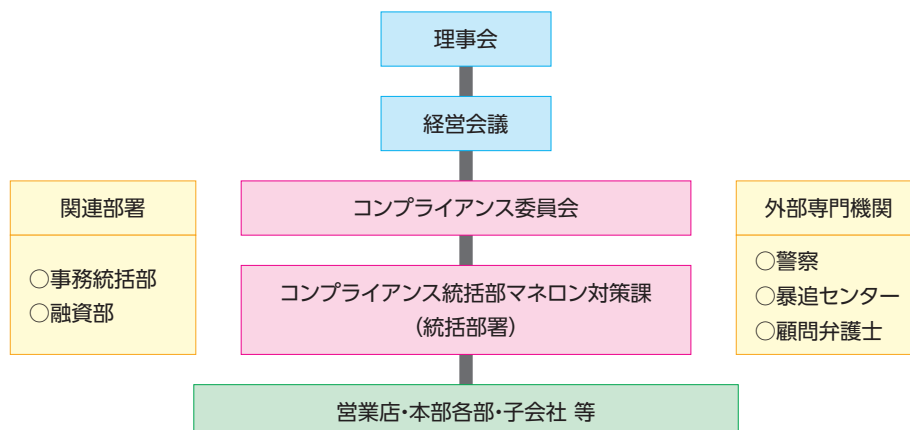 理事会
経営会議
関連部署
○事務統括部
○融資部
コンプライアンス委員会
コンプライアンス統括部マネロン対策課
（統括部署）
外部専門機関
○警察
○暴追センター
○顧問弁護士
営業店・本部各部・子会社 等